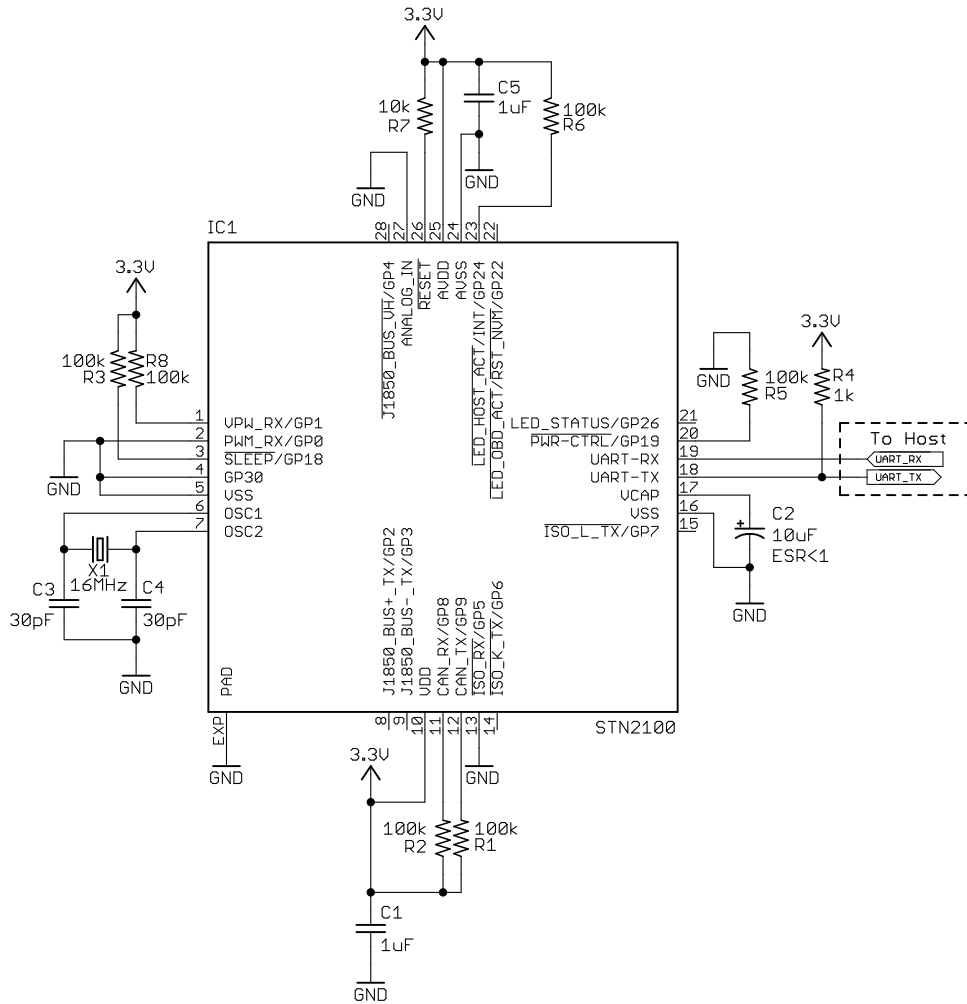 3.3V
10k
R7
C5
1uF
100k
R6
GND
GND
IC1
28
27
26
25
24
23
22
J1850_BUS_VH/GP4
ANALOG_IN
RESET
AVDD
AVSS
LED_HOST_ACT/INT/GP24
LED_OBD_ACT/RST_NVM/GP22
3.3V
100k
R3
R8
100k
GND
1
2
3
4
5
6
7
VPW_RX/GP1
PWM_RX/GP0
SLEEP/GP18
GP30
VSS
OSC1
OSC2
X1
16MHz
C3
30pF
C4
30pF
GND
3.3V
GND
100k
R5
R4
1k
LED_STATUS/GP26
PWR-CTRL/GP19
UART-RX
UART-TX
VCAP
VSS
ISO_L_TX/GP7
21
20
19
18
17
16
15
To Host
UART_RX
UART_TX
C2
10uF
ESR<1
GND
PAD
EXP
GND
J1850_BUS+_TX/GP2
J1850_BUS-_TX/GP3
VDD
CAN_RX/GP8
CAN_TX/GP9
ISO_RX/GP5
ISO_K_TX/GP6
8
9
10
11
12
13
14
STN2100
3.3V
GND
100k
R2
100k
R1
C1
1uF
GND